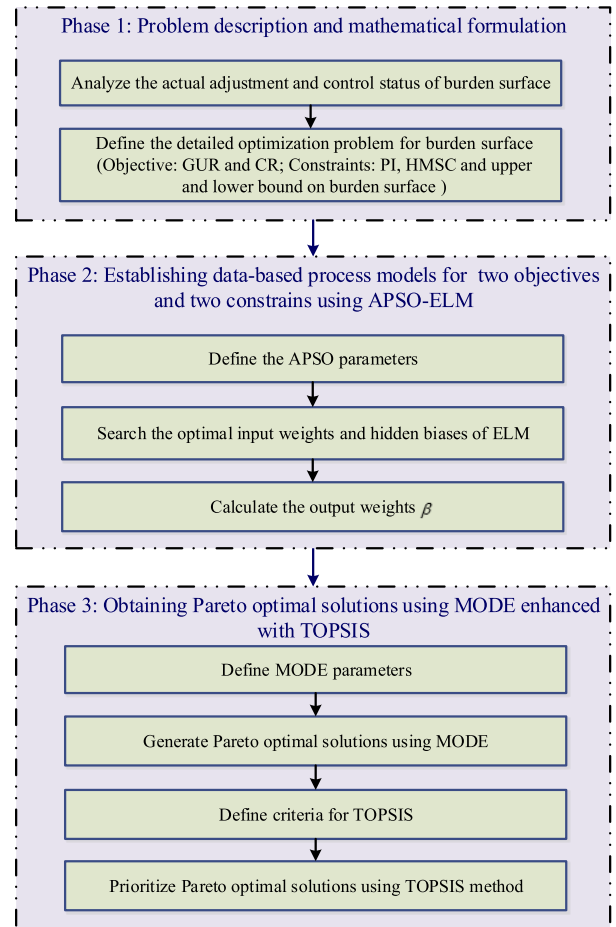 Phase 1: Problem description and mathematical formulation
Analyze the actual adjustment and control status of burden surface
Define the detailed optimization problem for burden surface
(Objective: GUR and CR; Constraints: PI, HMSC and upper
and lower bound on burden surface )
Phase 2: Establishing data-based process models for  two objectives
and two constrains using APSO-ELM
Define the APSO parameters
Search the optimal input weights and hidden biases of ELM
Calculate the output weights β
Phase 3: Obtaining Pareto optimal solutions using MODE enhanced
with TOPSIS
Define MODE parameters
Generate Pareto optimal solutions using MODE
Define criteria for TOPSIS
Prioritize Pareto optimal solutions using TOPSIS method